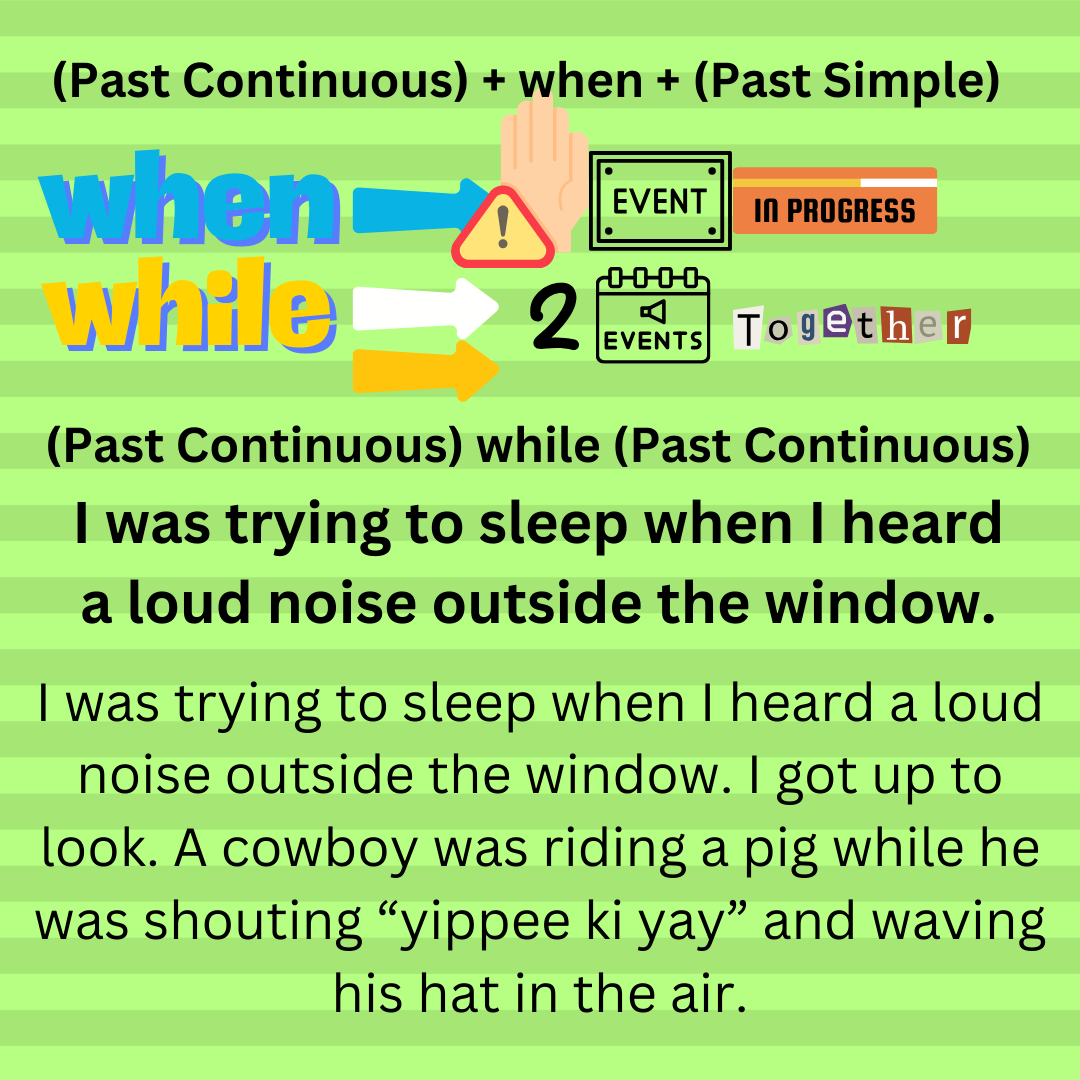 (Past Continuous) + when + (Past Simple)
when EVENT IN PROGRESS
while 2 EVENTS Together
(Past Continuous) while (Past Continuous)
I was trying to sleep when I heard
a loud noise outside the window.
I was trying to sleep when I heard a loud
noise outside the window. I got up to
look. A cowboy was riding a pig while he
was shouting “yippee ki yay” and waving
his hat in the air.